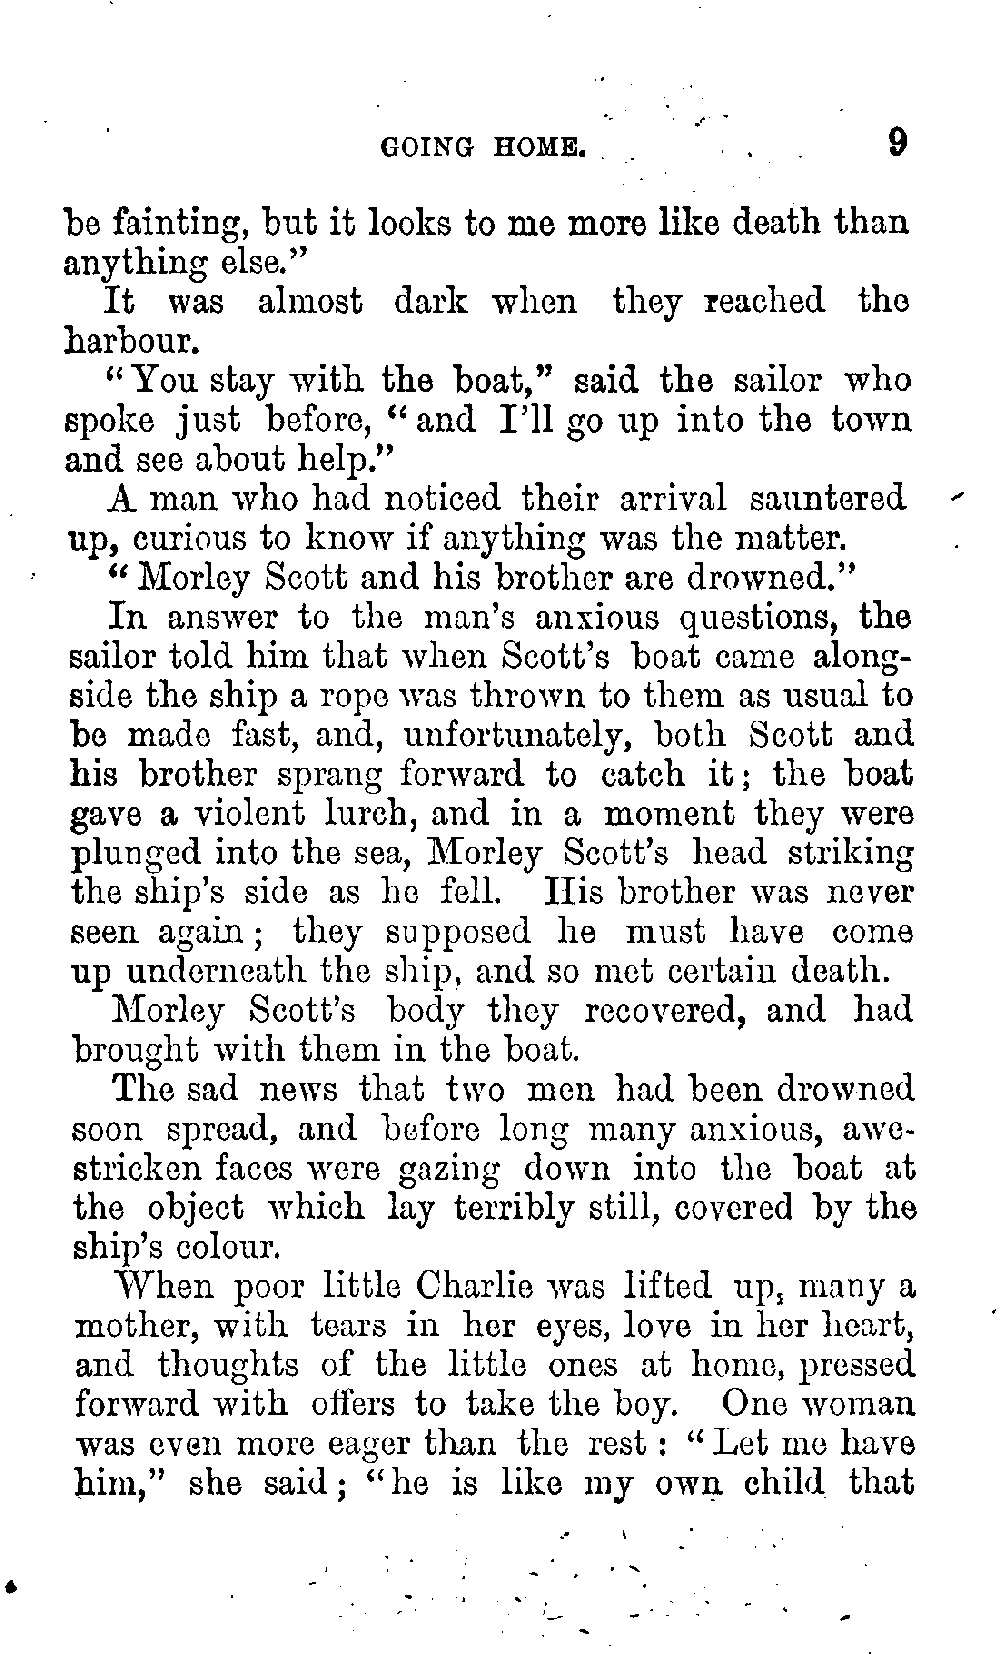 GOING HOME. 9
be fainting, but it looks to me more like death than
anything else."
It was almost dark when they reached the
harbour.
"You stay with the boat," said the sailor who
spoke just before, "and I'll go up into the town
and see about help."
A man who had noticed their arrival sauntered
up, curious to know if anything was the matter.
"Morley Scott and his brother are drowned."
In answer to the man's anxious questions, the
sailor told him that when Scott's boat came along-
side the ship a rope was thrown to them as usual to
be made fast, and, unfortunately, both Scott and
his brother sprang forward to catch it; the boat
gave a violent lurch, and in a moment they were
plunged into the sea, Morley Scott's head striking
the ship's side as he fell. His brother was never
seen again; they supposed he must have come
up underneath the ship, and so met certain death.
Morley Scott's body they recovered, and had
brought with them in the boat.
The sad news that two men had been drowned
soon spread, and before long many anxious, awe-
stricken faces were gazing down into the boat at
the object which lay terribly still, covered by the
ship's colour.
When poor little Charlie was lifted up, many a
mother, with tears in her eyes, love in her heart,
and thoughts of the little ones at home, pressed
forward with offers to take the boy. One woman
was even more eager than the rest: "Let me have
him," she said; "he is like my own child that